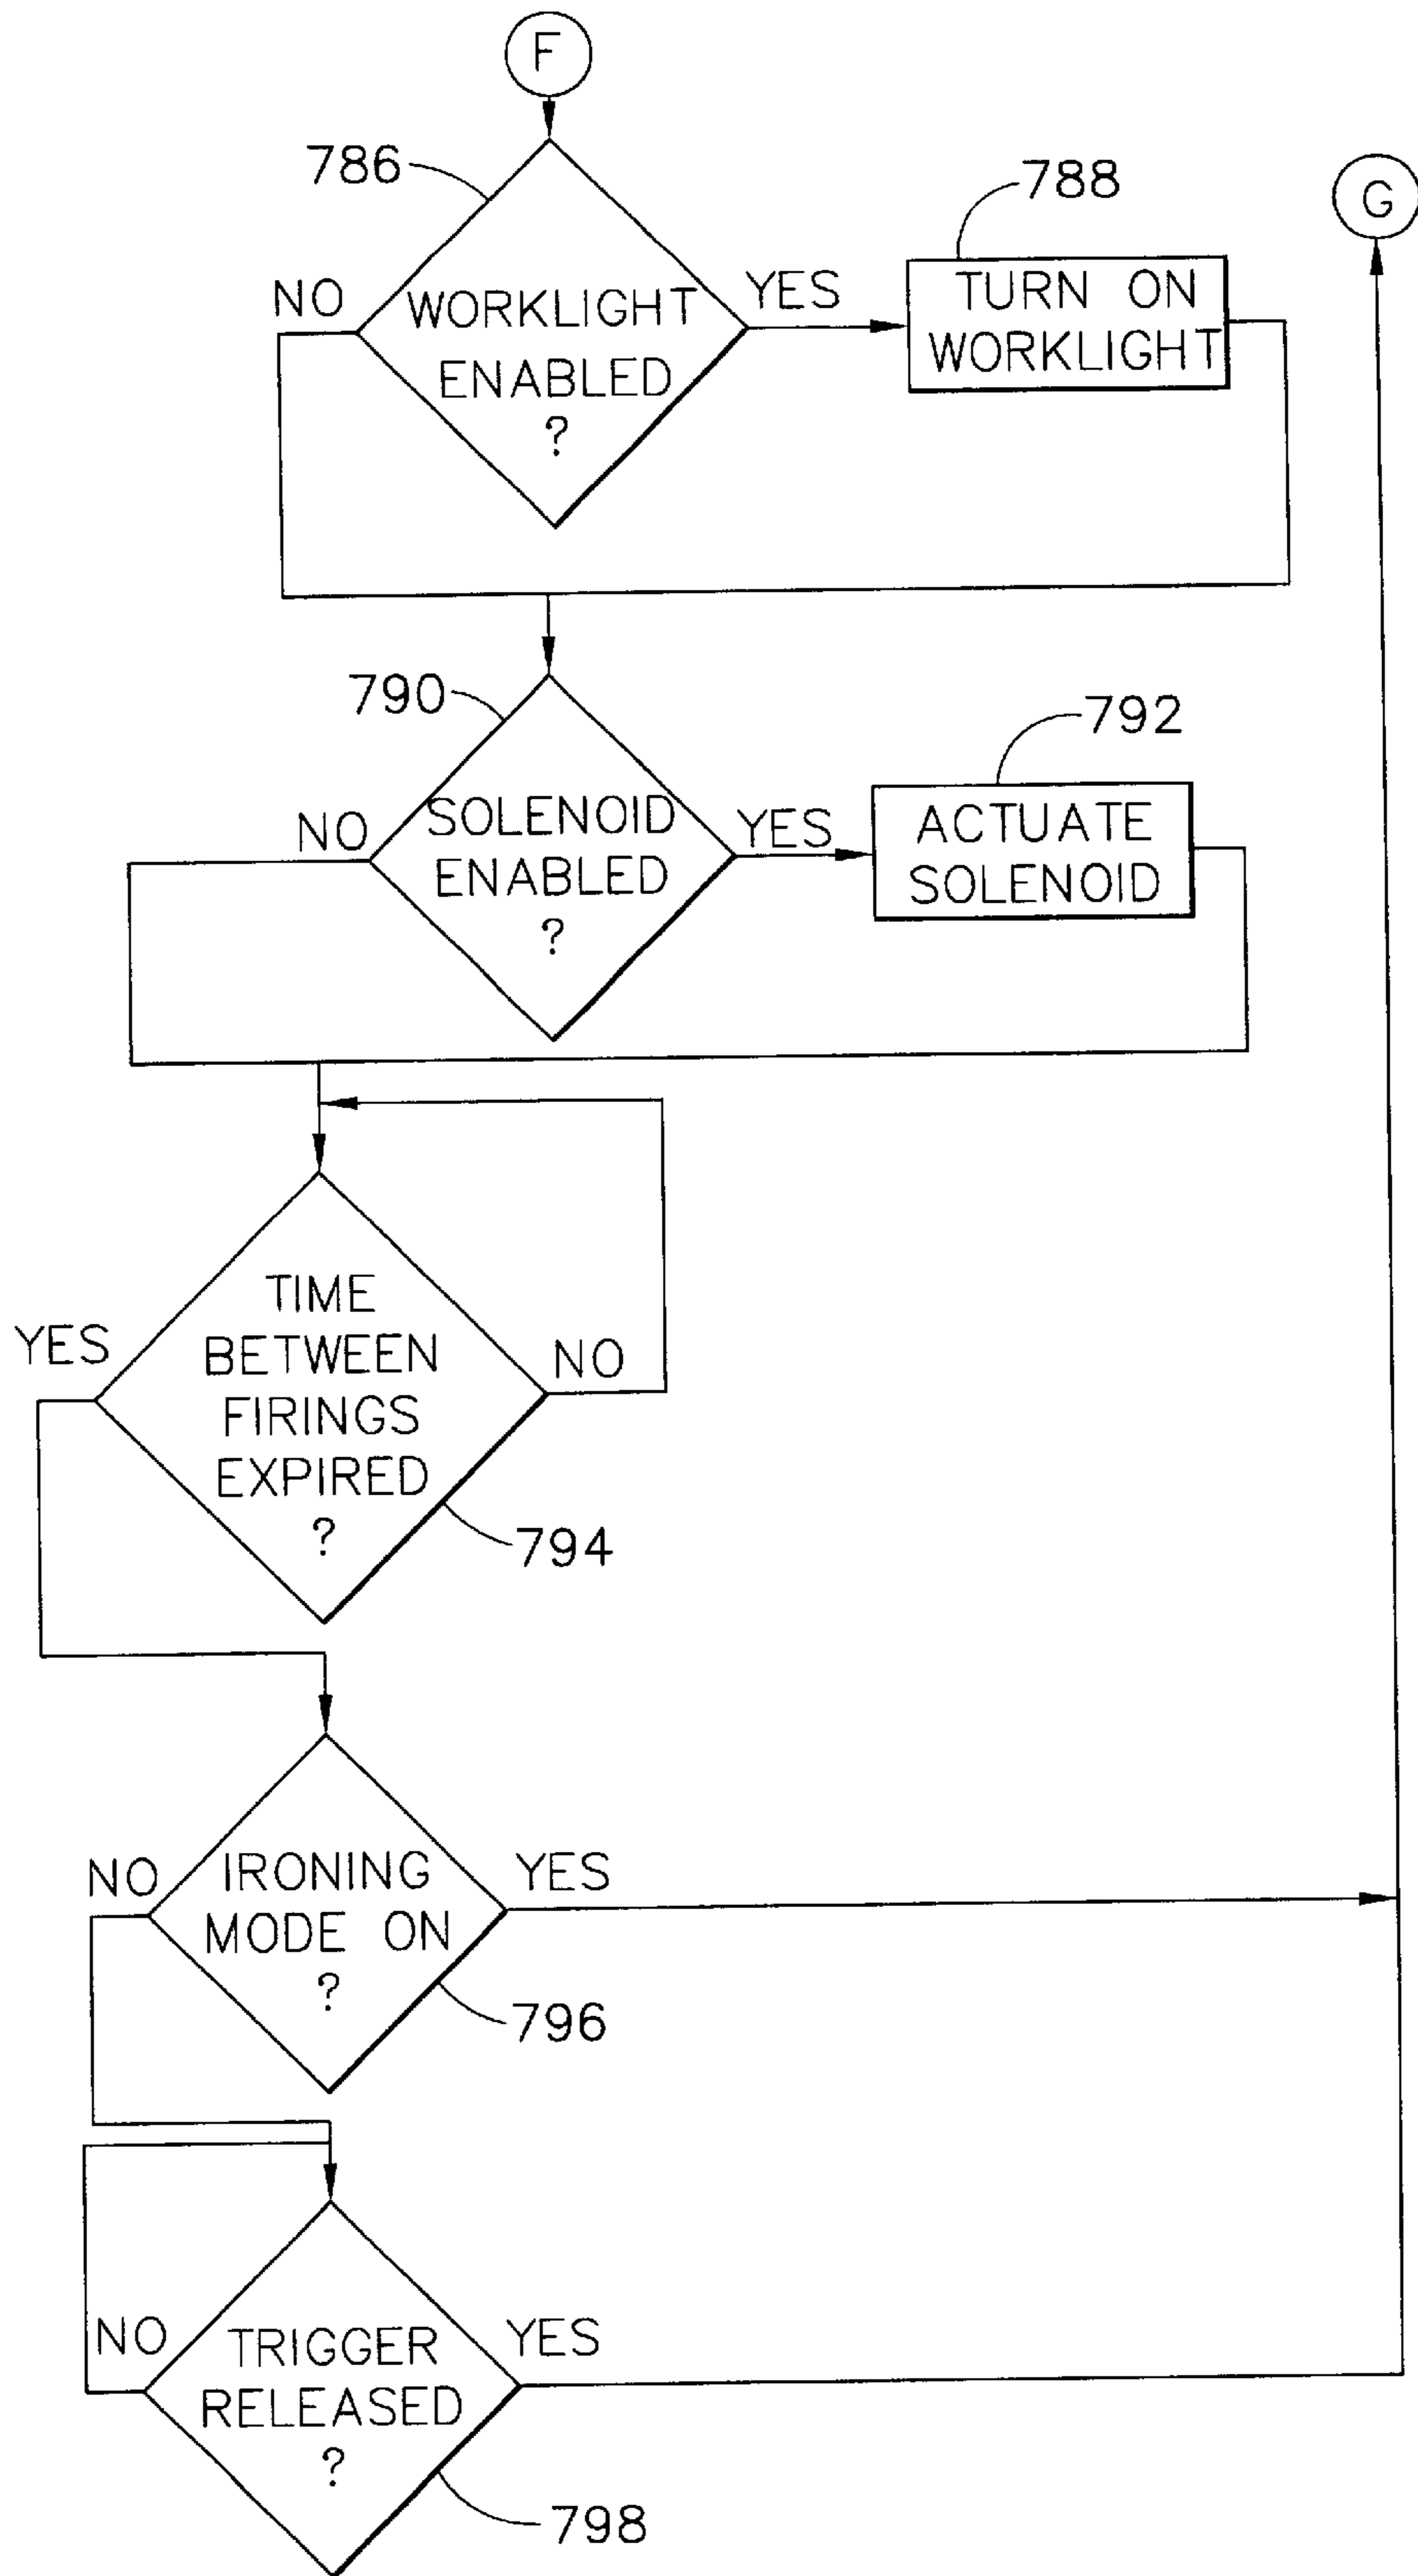 F
786
788
G
NO
YES
TURN ON
WORKLIGHT
WORKLIGHT
ENABLED
?
790
792
NO
SOLENOID
ENABLED
?
YES
ACTUATE
SOLENOID
YES
TIME
BETWEEN
FIRINGS
EXPIRED
?
NO
794
NO
IRONING
MODE ON
?
YES
796
NO
TRIGGER
RELEASED
?
YES
798